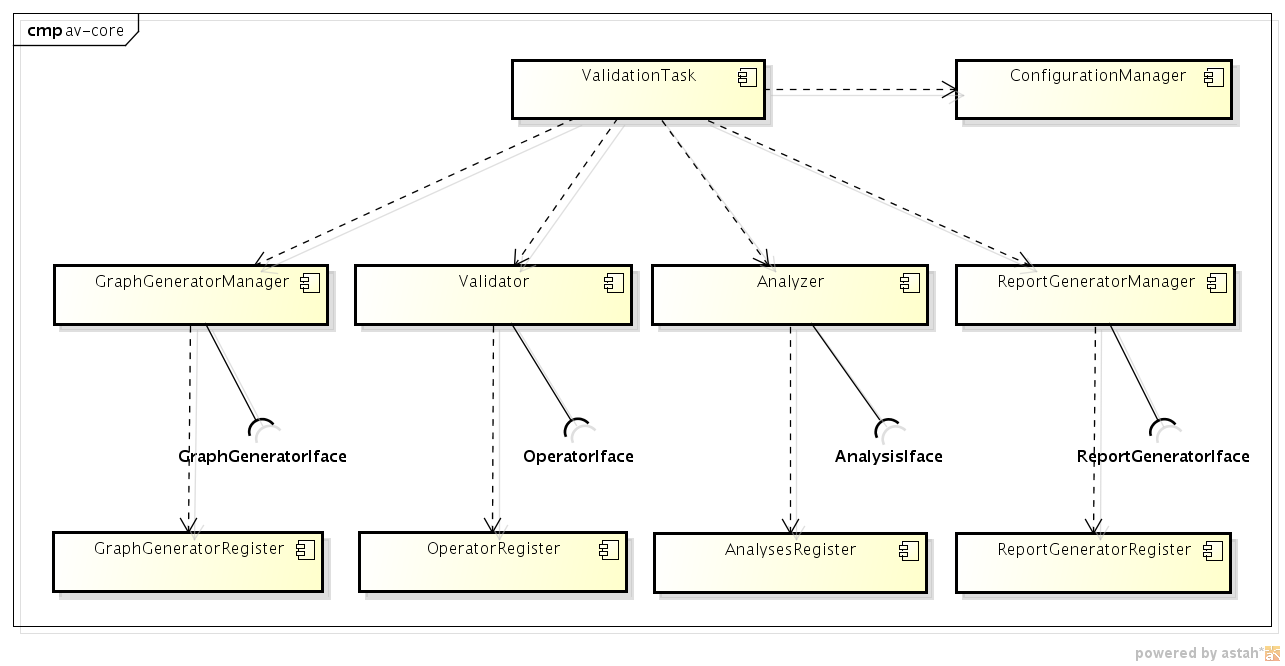 cmp av-core
ValidationTask
ConfigurationManager
GraphGeneratorManager
Validator
Analyzer
ReportGeneratorManager
GraphGeneratorIface
OperatorIface
AnalysisIface
ReportGeneratorIface
GraphGeneratorRegister
OperatorRegister
AnalysesRegister
ReportGeneratorRegister
powered by astah*